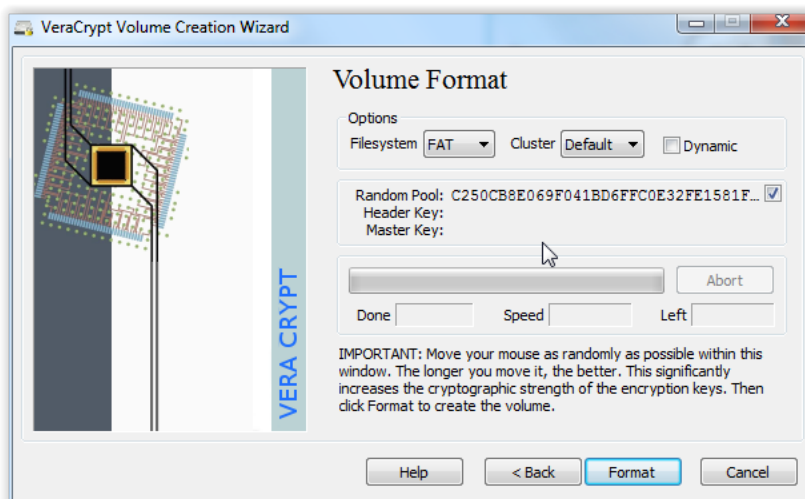 VeraCrypt Volume Creation Wizard
Volume Format
Options
Filesystem FAT Cluster Default Dynamic
Random Pool: C250CB8E069F041BD6FFC0E32FE1581F...
Header Key:
Master Key:
Abort
Done Speed Left
IMPORTANT: Move your mouse as randomly as possible within this
window. The longer you move it, the better. This significantly
increases the cryptographic strength of the encryption keys. Then
click Format to create the volume.
VERA CRYPT
Help < Back Format Cancel